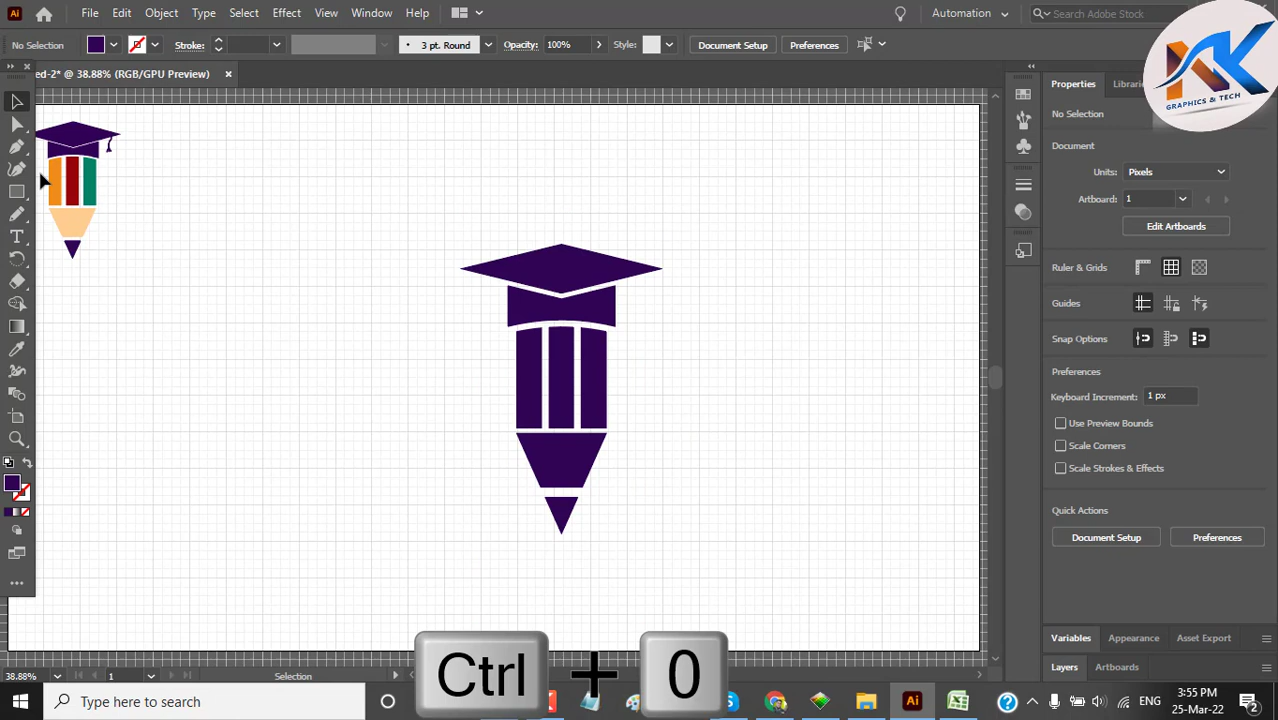 Ai File Edit Object Type Select Effect View Window Help Automation Search Adobe Stock
No Selection Stroke: 3 pt. Round Opacity: 100% Style: Document Setup Preferences
ed-2* @ 38.88% (RGB/GPU Preview) ×
Properties Librari
GRAPHICS & TECH
No Selection
Document
Units: Pixels
Artboard: 1
Edit Artboards
Ruler & Grids
Guides
Snap Options
Preferences
Keyboard Increment: 1 px
Use Preview Bounds
Scale Corners
Scale Strokes & Effects
Quick Actions
Document Setup Preferences
Variables Appearance Asset Export
Layers Artboards
38.88% 1 Selection
Ctrl + 0
Type here to search
Ai
ENG
3:55 PM
25-Mar-22
2